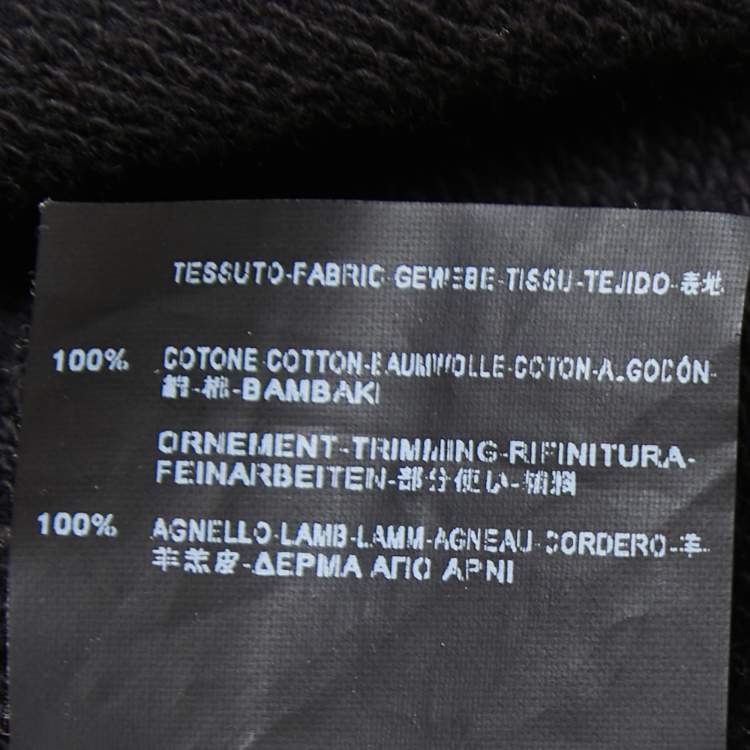 TESSUTO-FABRIC-GEWEBE-TISSU-TEJIDO-表地
100% COTONE-COTTON-BAUMWOLLE-COTON-ALGODÓN-
綿-棉-BAMBAKI
ORNEMENT-TRIMMING-RIFINITURA-
FEINARBEITEN-部分使い-辅料
100% AGNELLO-LAMB-LAMM-AGNEAU-CORDERO-羊-
羊羔皮-ΔΕΡΜΑ ΑΠΟ ΑΡΝΙ